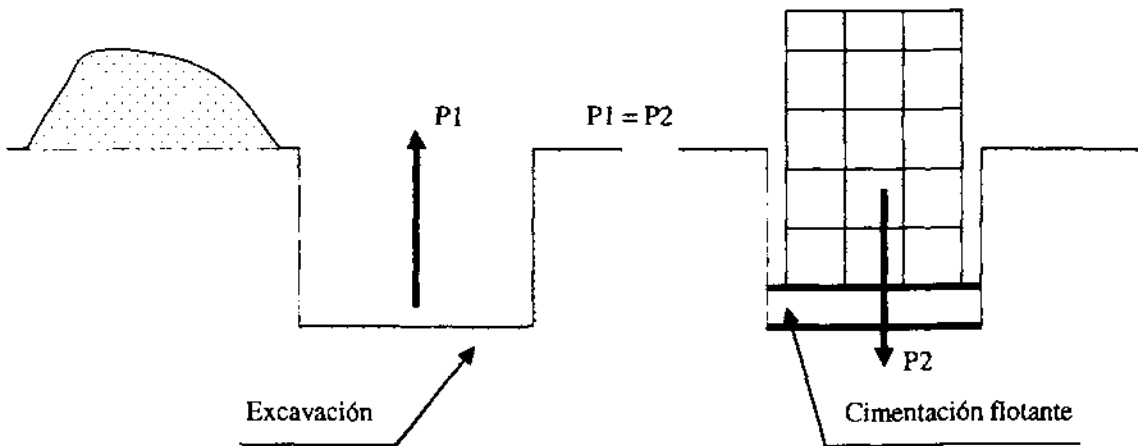 P1
P1 = P2
P2
Excavación
Cimentación flotante